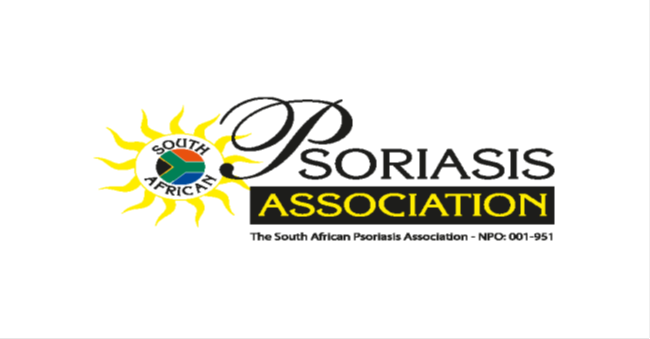 SOUTH
AFRICAN
PSORIASIS
ASSOCIATION
The South African Psoriasis Association - NPO: 001-951